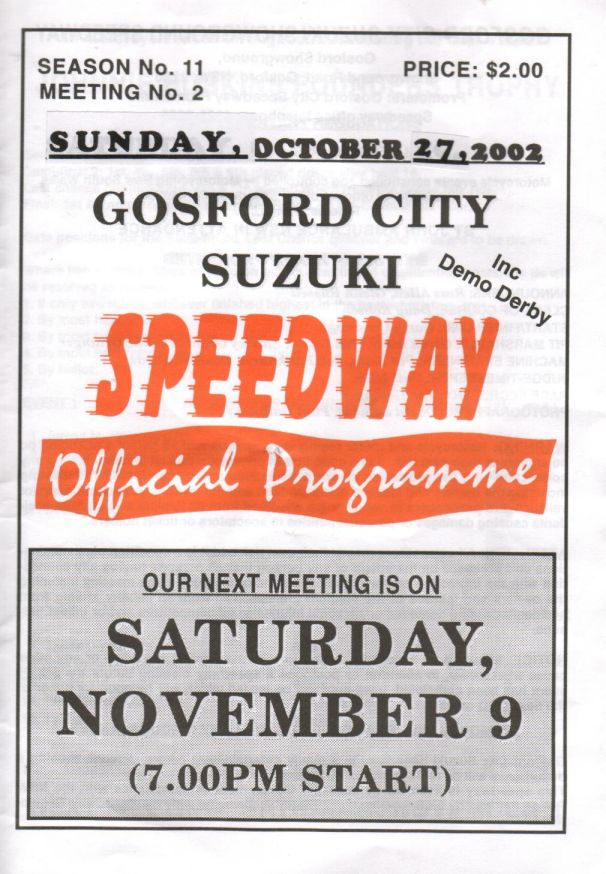 SEASON No. 11
MEETING No. 2
PRICE: $2.00
SUNDAY, OCTOBER 27, 2002
GOSFORD CITY
SUZUKI
Inc
Demo Derby
SPEEDWAY
Official Programme
OUR NEXT MEETING IS ON
SATURDAY,
NOVEMBER 9
(7.00PM START)